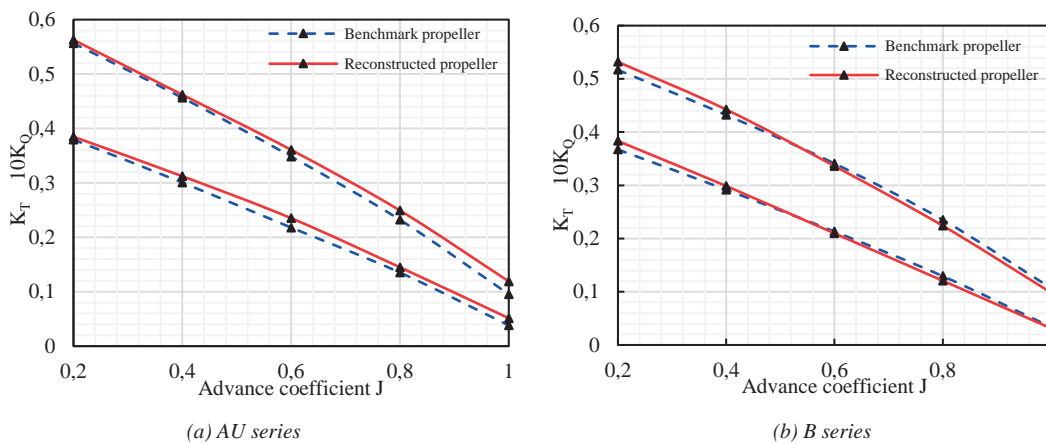 0,6
0,5
0,4
0,3
0,2
0,1
0
K_T 10K_Q
Benchmark propeller
Reconstructed propeller
0,2 0,4 0,6 0,8 1
Advance coefficient J
(a) AU series
0,6
0,5
0,4
0,3
0,2
0,1
0
K_T 10K_Q
Benchmark propeller
Reconstructed propeller
0,2 0,4 0,6 0,8
Advance coefficient J
(b) B series